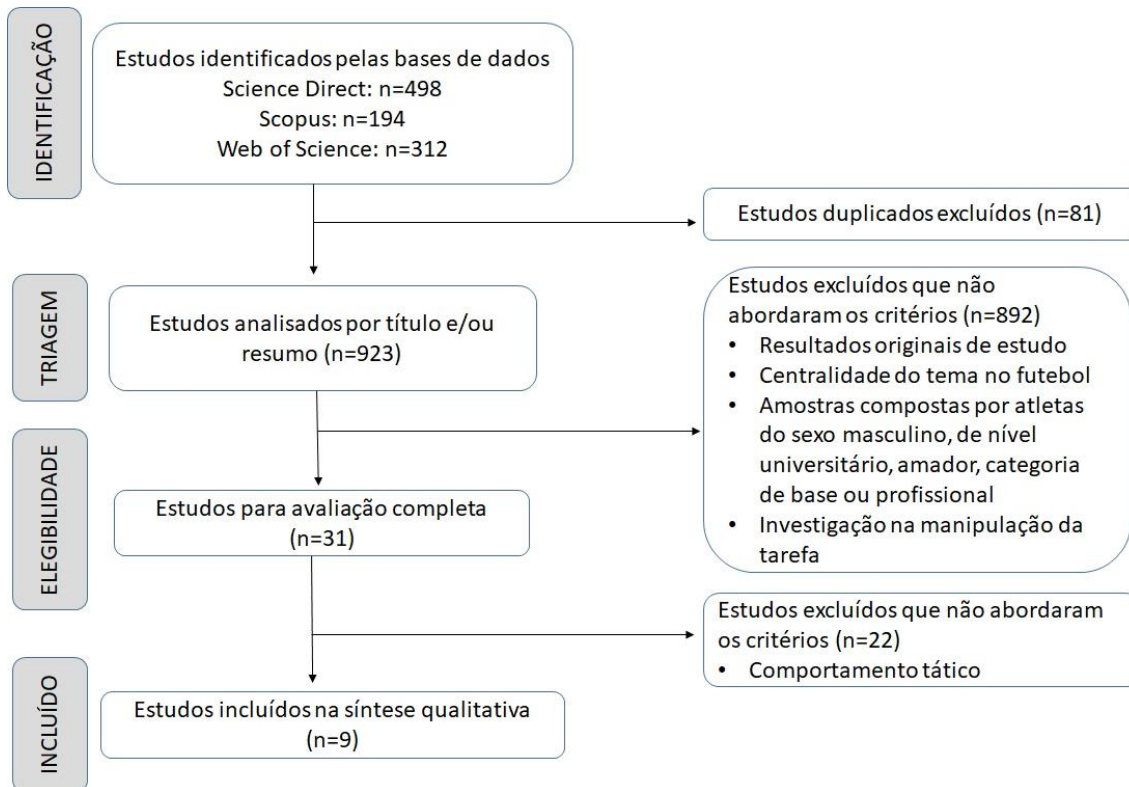 IDENTIFICAÇÃO
Estudos identificados pelas bases de dados
Science Direct: n=498
Scopus: n=194
Web of Science: n=312
Estudos duplicados excluídos (n=81)
TRIAGEM
Estudos analisados por título e/ou
resumo (n=923)
Estudos excluídos que não
abordaram os critérios (n=892)
• Resultados originais de estudo
• Centralidade do tema no futebol
• Amostras compostas por atletas
do sexo masculino, de nível
universitário, amador, categoria
de base ou profissional
• Investigação na manipulação da
tarefa
ELEGIBILIDADE
Estudos para avaliação completa
(n=31)
Estudos excluídos que não abordaram
os critérios (n=22)
• Comportamento tático
INCLUÍDO
Estudos incluídos na síntese qualitativa
(n=9)